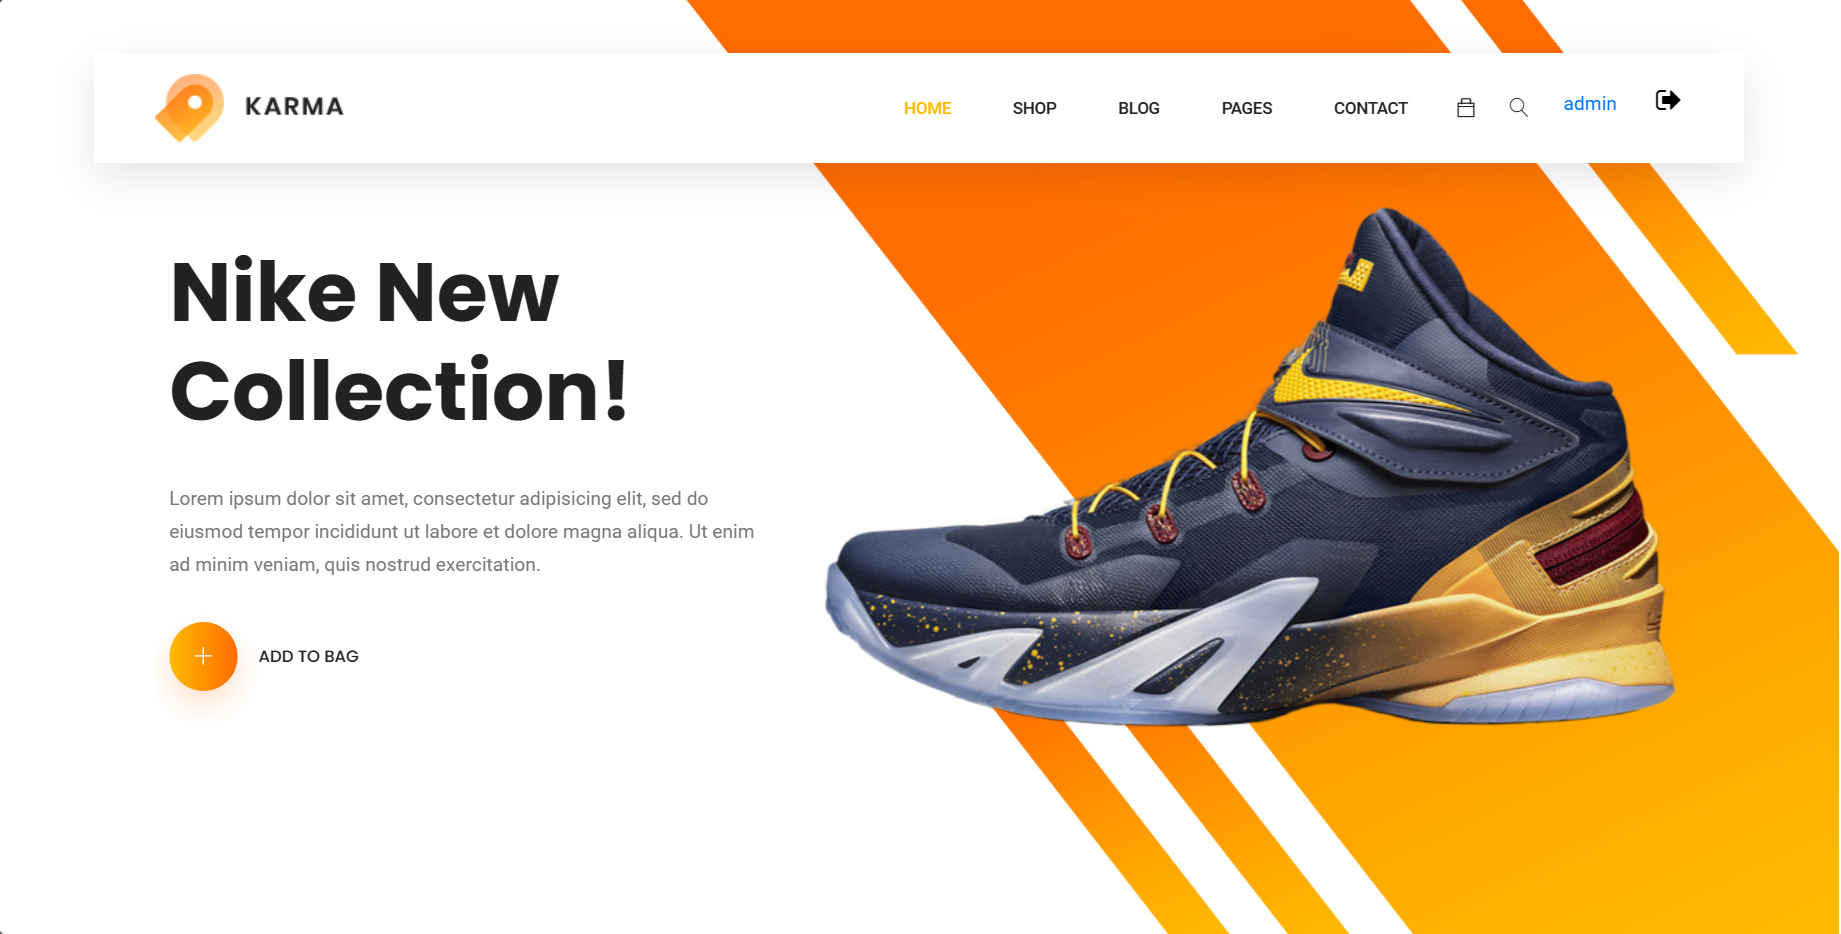 KARMA
HOME SHOP BLOG PAGES CONTACT admin
Nike New
Collection!
Lorem ipsum dolor sit amet, consectetur adipisicing elit, sed do
eiusmod tempor incididunt ut labore et dolore magna aliqua. Ut enim
ad minim veniam, quis nostrud exercitation.
ADD TO BAG